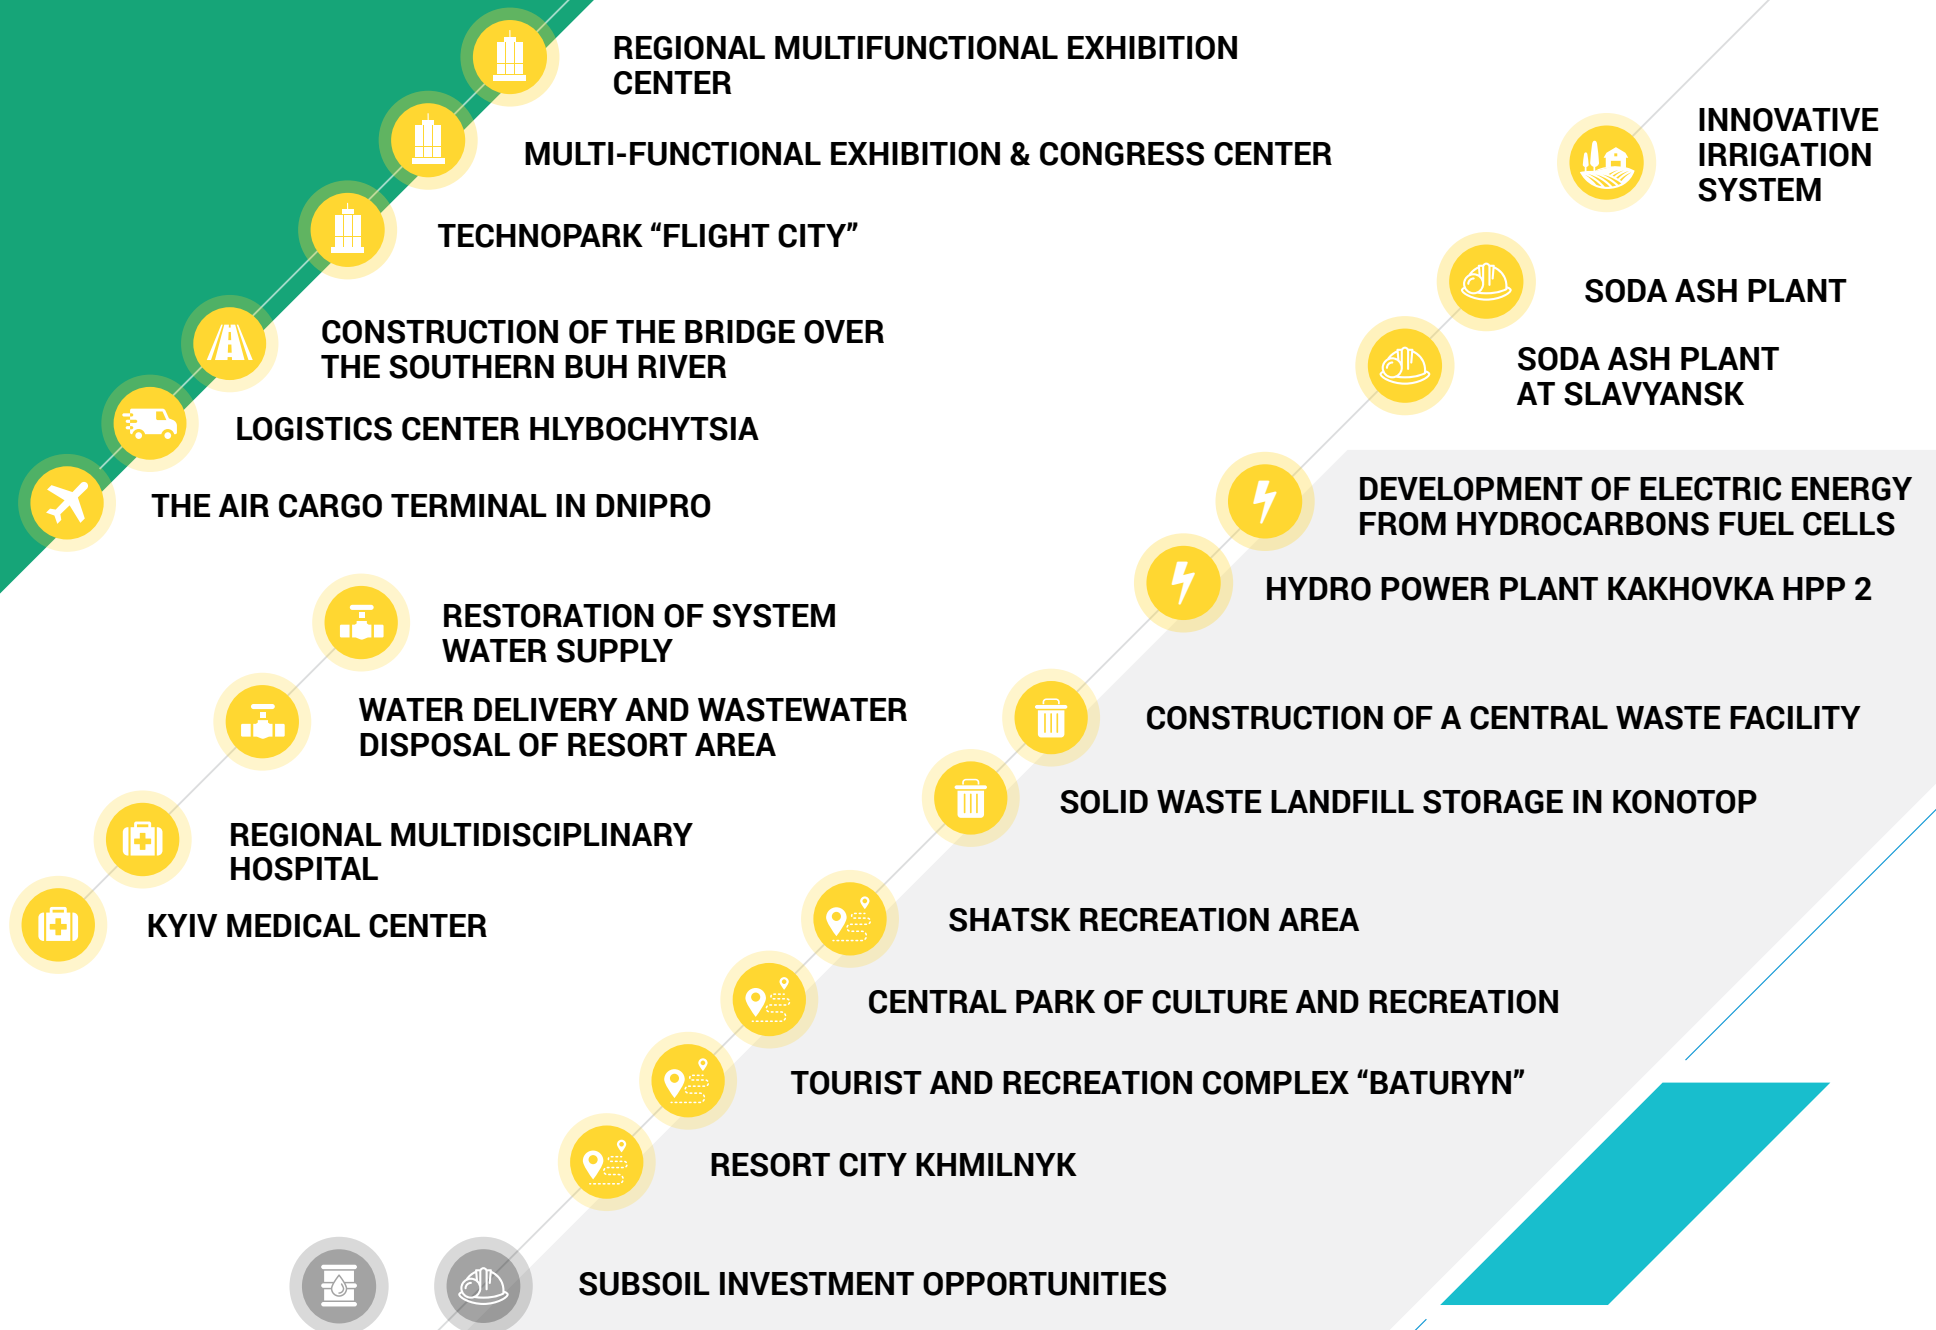 REGIONAL MULTIFUNCTIONAL EXHIBITION
CENTER
MULTI-FUNCTIONAL EXHIBITION & CONGRESS CENTER
TECHNOPARK “FLIGHT CITY”
CONSTRUCTION OF THE BRIDGE OVER
THE SOUTHERN BUH RIVER
LOGISTICS CENTER HLYBOCHYTSIA
THE AIR CARGO TERMINAL IN DNIPRO
RESTORATION OF SYSTEM
WATER SUPPLY
WATER DELIVERY AND WASTEWATER
DISPOSAL OF RESORT AREA
REGIONAL MULTIDISCIPLINARY
HOSPITAL
KYIV MEDICAL CENTER
INNOVATIVE
IRRIGATION
SYSTEM
SODA ASH PLANT
SODA ASH PLANT
AT SLAVYANSK
DEVELOPMENT OF ELECTRIC ENERGY
FROM HYDROCARBONS FUEL CELLS
HYDRO POWER PLANT KAKHOVKA HPP 2
CONSTRUCTION OF A CENTRAL WASTE FACILITY
SOLID WASTE LANDFILL STORAGE IN KONOTOP
SHATSK RECREATION AREA
CENTRAL PARK OF CULTURE AND RECREATION
TOURIST AND RECREATION COMPLEX “BATURYN”
RESORT CITY KHMILNYK
SUBSOIL INVESTMENT OPPORTUNITIES